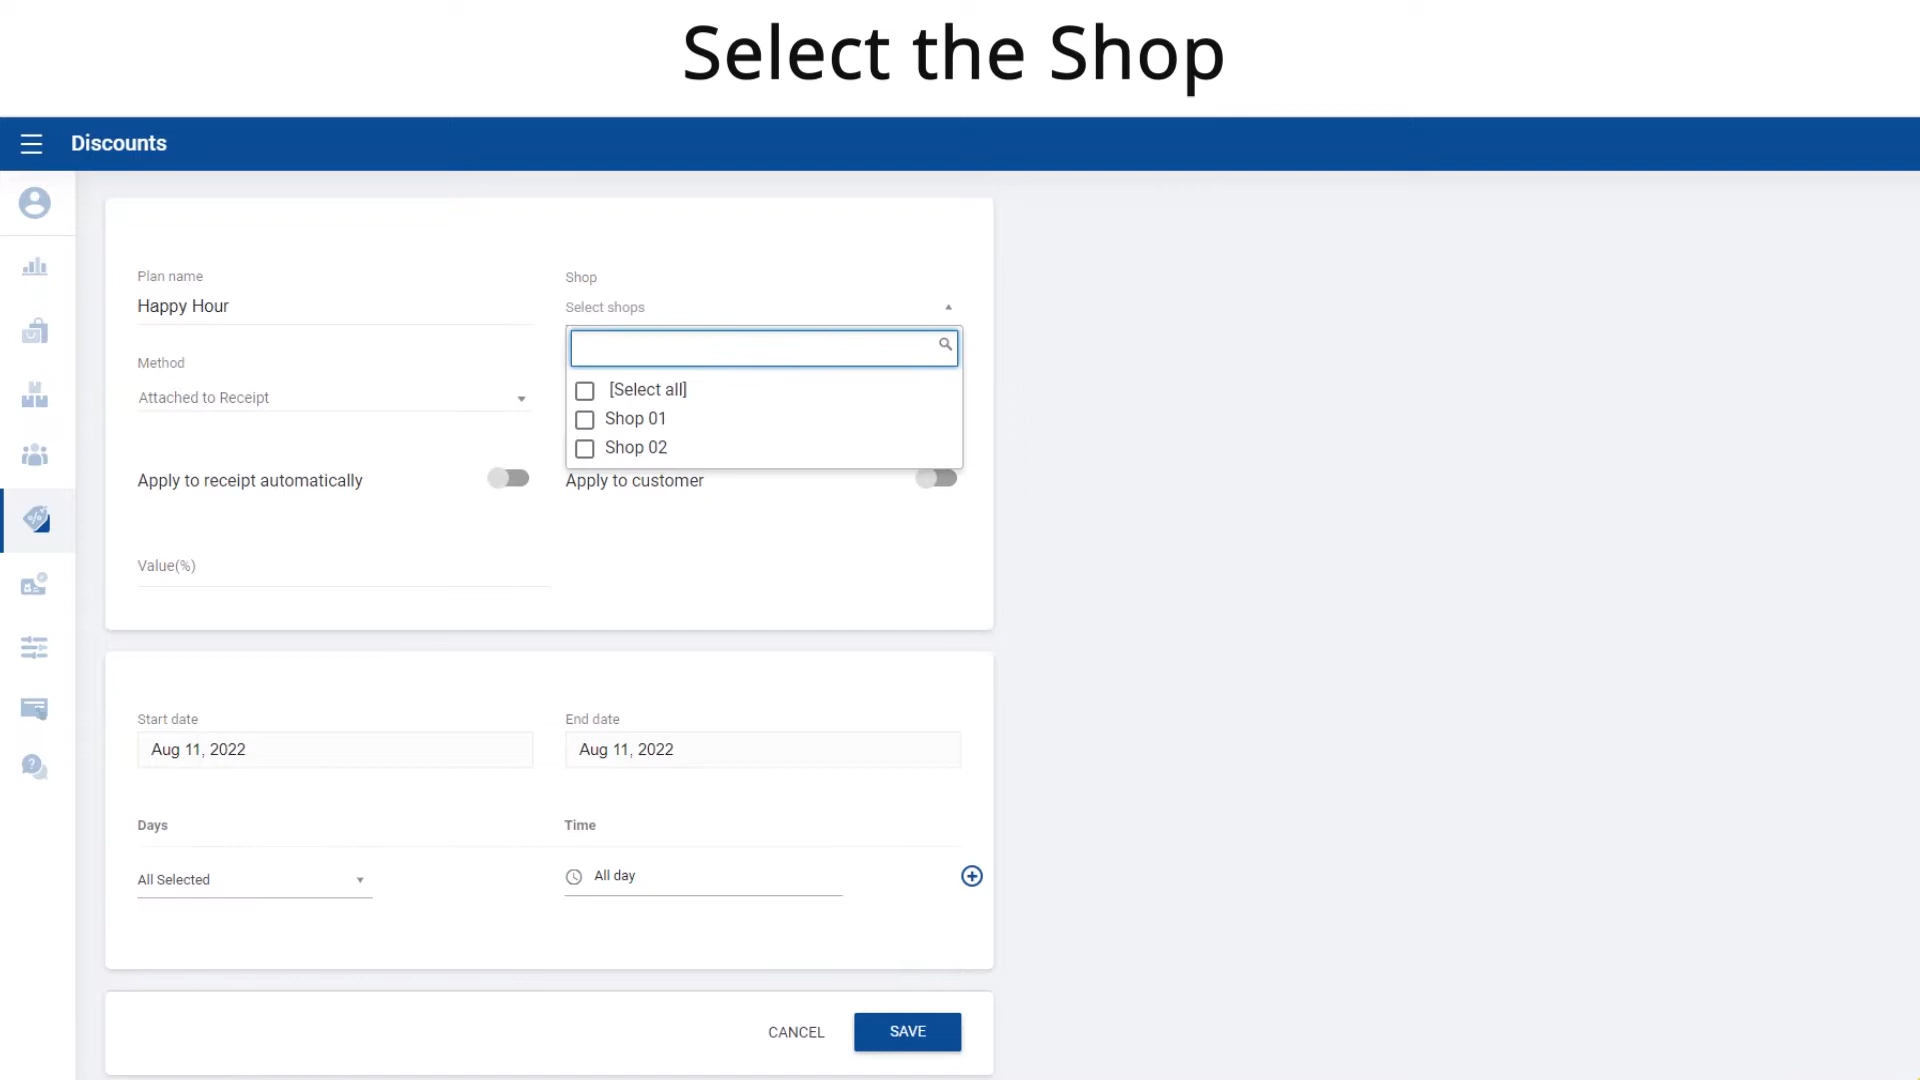 Select the Shop
Discounts
Plan name
Happy Hour
Shop
Select shops
[Select all]
Shop 01
Shop 02
Method
Attached to Receipt
Apply to receipt automatically
Apply to customer
Value(%)
Start date
Aug 11, 2022
End date
Aug 11, 2022
Days
Time
All Selected
All day
CANCEL
SAVE